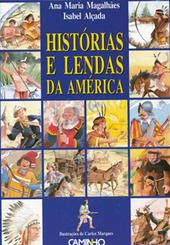 Ana Maria Magalhães
Isabel Alçada
HISTÓRIAS
E LENDAS
DA AMÉRICA
Ilustrações de Carlos Marques
CAMINHO